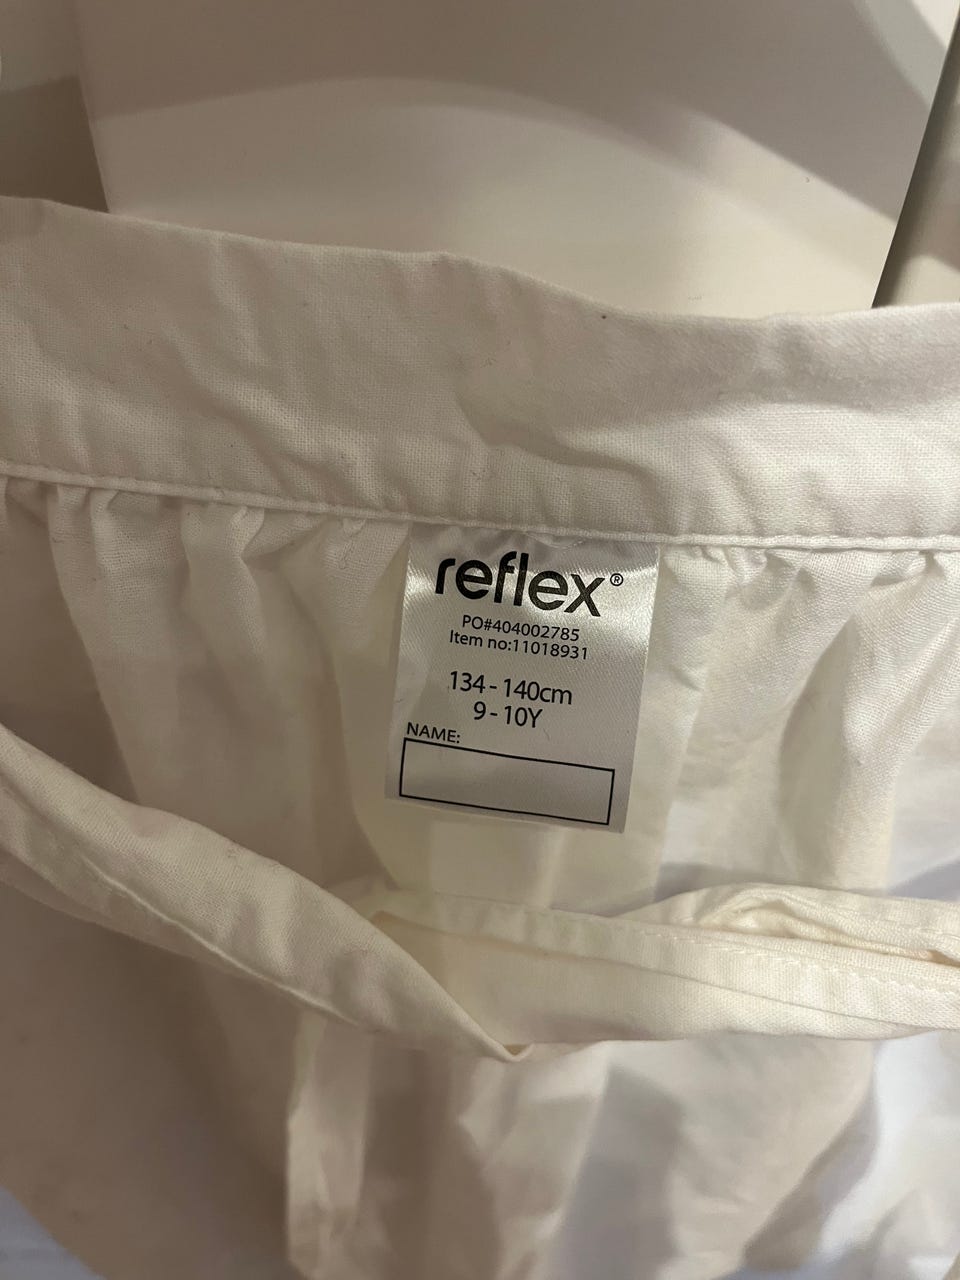 reflex®
PO#404002785
Item no:11018931
134 - 140cm
9 - 10Y
NAME: